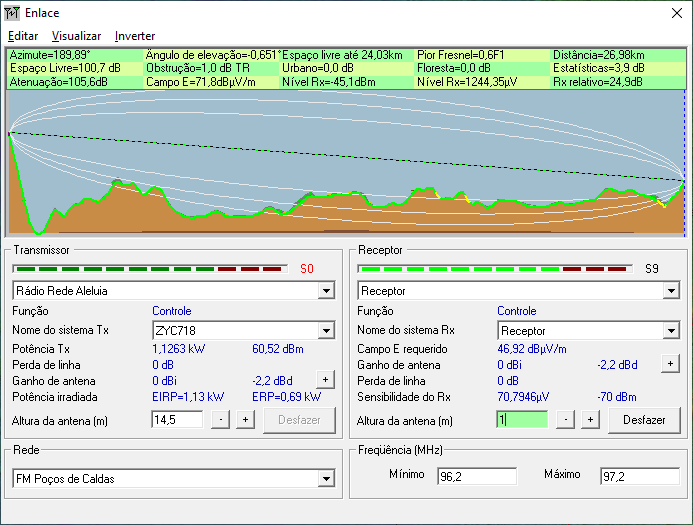 Enlace
Editar Visualizar Inverter
Azimute=189,89° Ângulo de elevação=-0,651° Espaço livre até 24,03km Pior Fresnel=0,6F1 Distância=26,98km
Espaço Livre=100,7 dB Obstrução=1,0 dB TR Urbano=0,0 dB Floresta=0,0 dB Estatísticas=3,9 dB
Atenuação=105,6dB Campo E=71,8dBµV/m Nível Rx=-45,1dBm Nível Rx=1244,35µV Rx relativo=24,9dB
Transmissor
S0
Rádio Rede Aleluia
Função Controle
Nome do sistema Tx ZYC718
Potência Tx 1,1263 kW 60,52 dBm
Perda de linha 0 dB
Ganho de antena 0 dBi -2,2 dBd +
Potência irradiada EIRP=1,13 kW ERP=0,69 kW
Altura da antena (m) 14,5 - + Desfazer
Rede
FM Poços de Caldas
Receptor
S9
Receptor
Função Controle
Nome do sistema Rx Receptor
Campo E requerido 46,92 dBµV/m
Ganho de antena 0 dBi -2,2 dBd +
Perda de linha 0 dB
Sensibilidade do Rx 70,7946µV -70 dBm
Altura da antena (m) 1 - + Desfazer
Freqüência (MHz)
Mínimo 96,2 Máximo 97,2